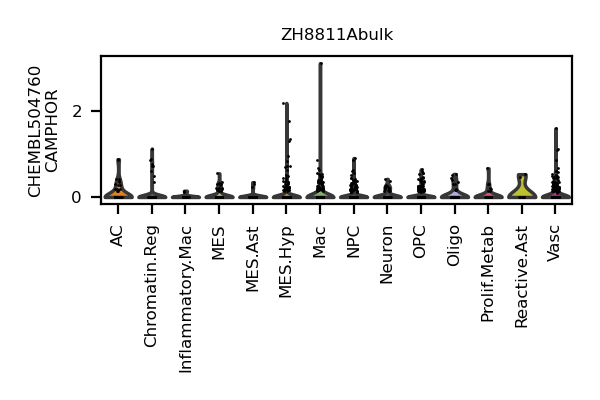 ZH8811Abulk
CHEMBL504760
CAMPHOR
2
0
AC
Chromatin.Reg
Inflammatory.Mac
MES
MES.Ast
MES.Hyp
Mac
NPC
Neuron
OPC
Oligo
Prolif.Metab
Reactive.Ast
Vasc